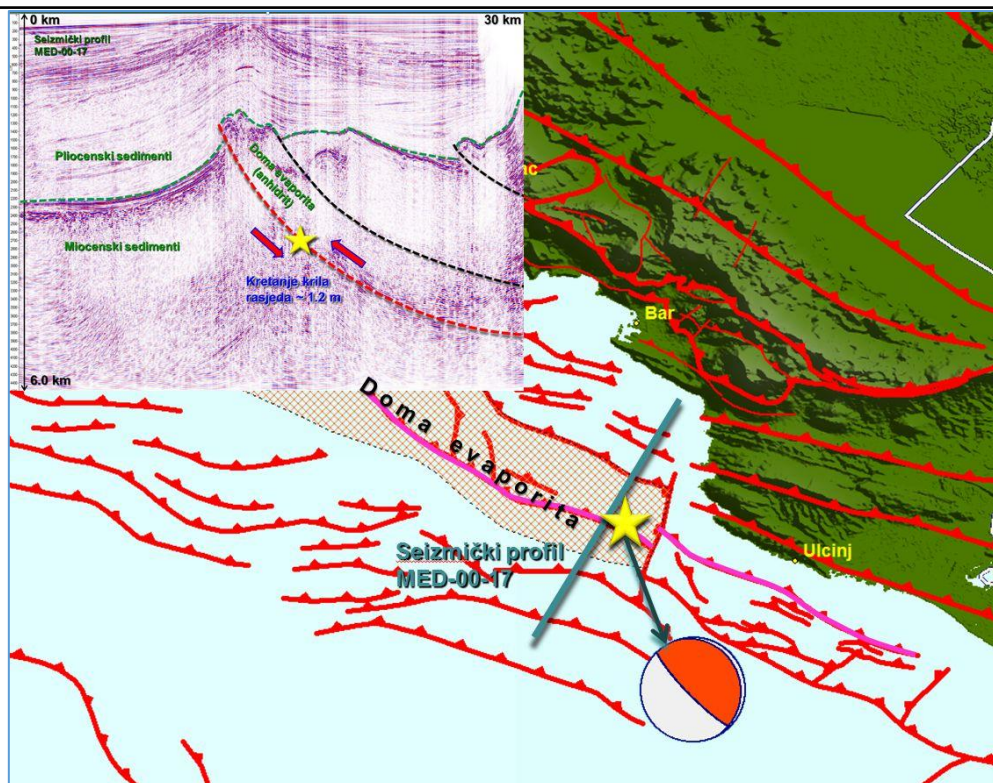 0 km
30 km
Seizmički profil
MED-00-17
Pliocenski sedimenti
Doma evaporita
(anhidrit)
Miocenski sedimenti
Kretanje krila
rasjeda ~ 1.2 m
6.0 km
Bar
Doma evaporita
Seizmički profil
MED-00-17
Ulcinj